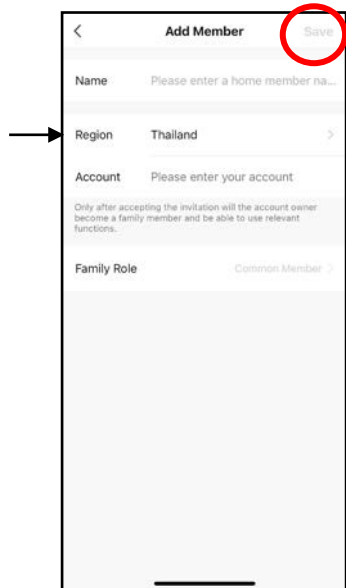 Add Member Save
Name Please enter a home member na...
Region Thailand
Account Please enter your account
Only after accepting the invitation will the account owner
become a family member and be able to use relevant
functions.
Family Role Common Member